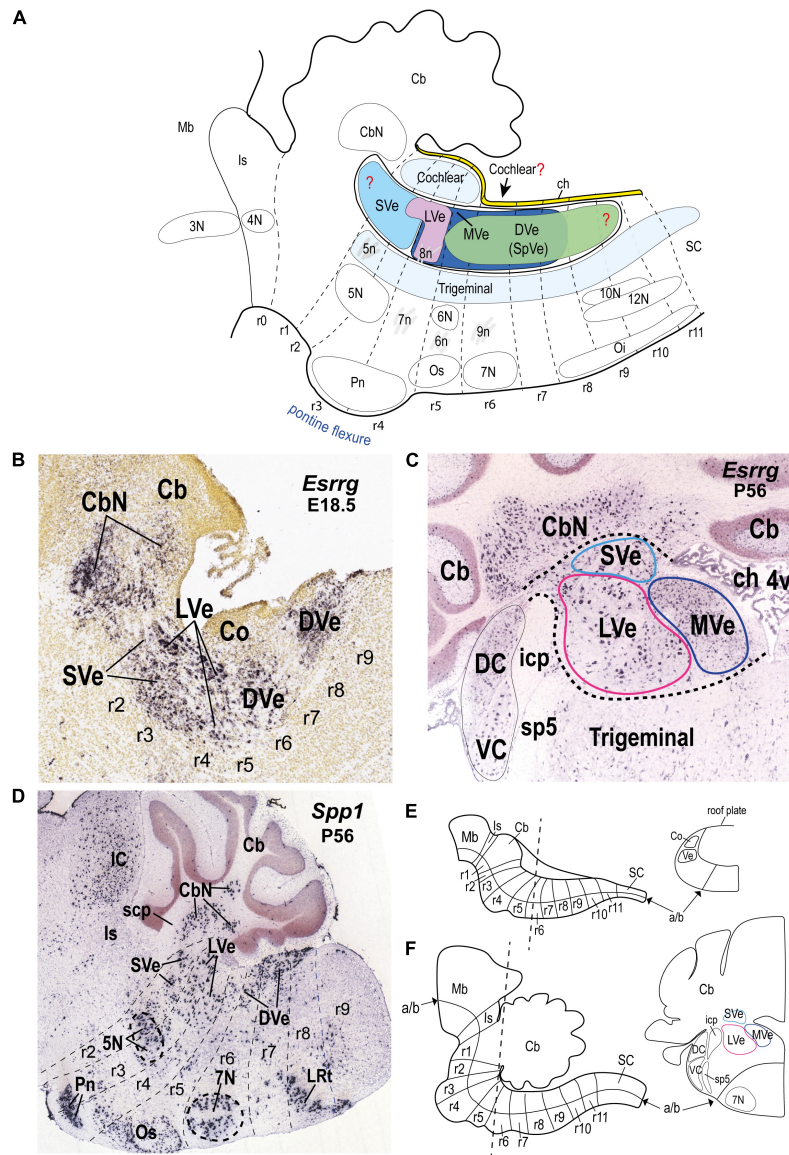 A
Cb
Mb
CbN
Is
Cochlear
Cochlear?
ch
?
SVe
LVe
MVe
DVe
(SpVe)
?
3N
4N
5n
8n
SC
Trigeminal
5N
7n
6N
6n
9n
10N
12N
r0
r1
r2
Pn
Os
7N
Oi
r11
r10
r9
r8
r7
r6
r5
r4
r3
pontine flexure
B
Cb
Esrrg
E18.5
CbN
LVe
Co
DVe
SVe
DVe
r9
r8
r7
r6
r5
r4
r3
r2
C
Esrrg
P56
CbN
Cb
SVe
Cb
ch 4v
LVe
MVe
DC
icp
VC
sp5
Trigeminal
D
Spp1
P56
IC
Cb
CbN
scp
Is
LVe
SVe
DVe
r9
r8
r7
r6
5N
r2
r3
r4
r5
7N
Pn
LRt
Os
E
Is
Cb
Mb
r1
r2
r3
r4
r5
r6
r7
r8
r9
r10
r11
SC
a/b
roof plate
Co
Ve
a/b
F
Mb
a/b
Is
Cb
r1
r2
r3
r4
r5
r6
r7
r8
r9
r10
r11
SC
a/b
Cb
SVe
icp
LVe
MVe
DC
VC
sp5
7N